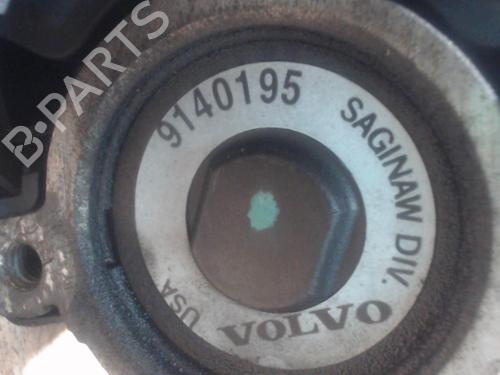 B-PARTS
9140195
SAGINAW DIV.
USA
VOLVO